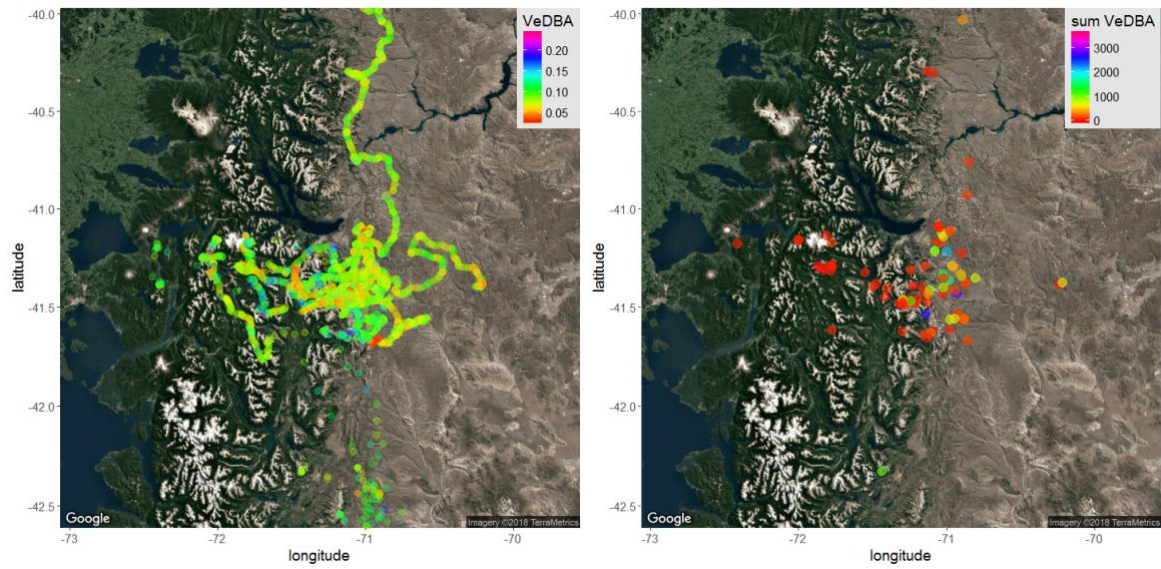 VeDBA
0.20
0.15
0.10
0.05
-40.0
-40.5
-41.0
-41.5
-42.0
-42.5
latitude
Google
Imagery ©2018 TerraMetrics
-73
-72
-71
-70
longitude
sum VeDBA
3000
2000
1000
0
-40.0
-40.5
-41.0
-41.5
-42.0
-42.5
latitude
Google
Imagery ©2018 TerraMetrics
-73
-72
-71
-70
longitude